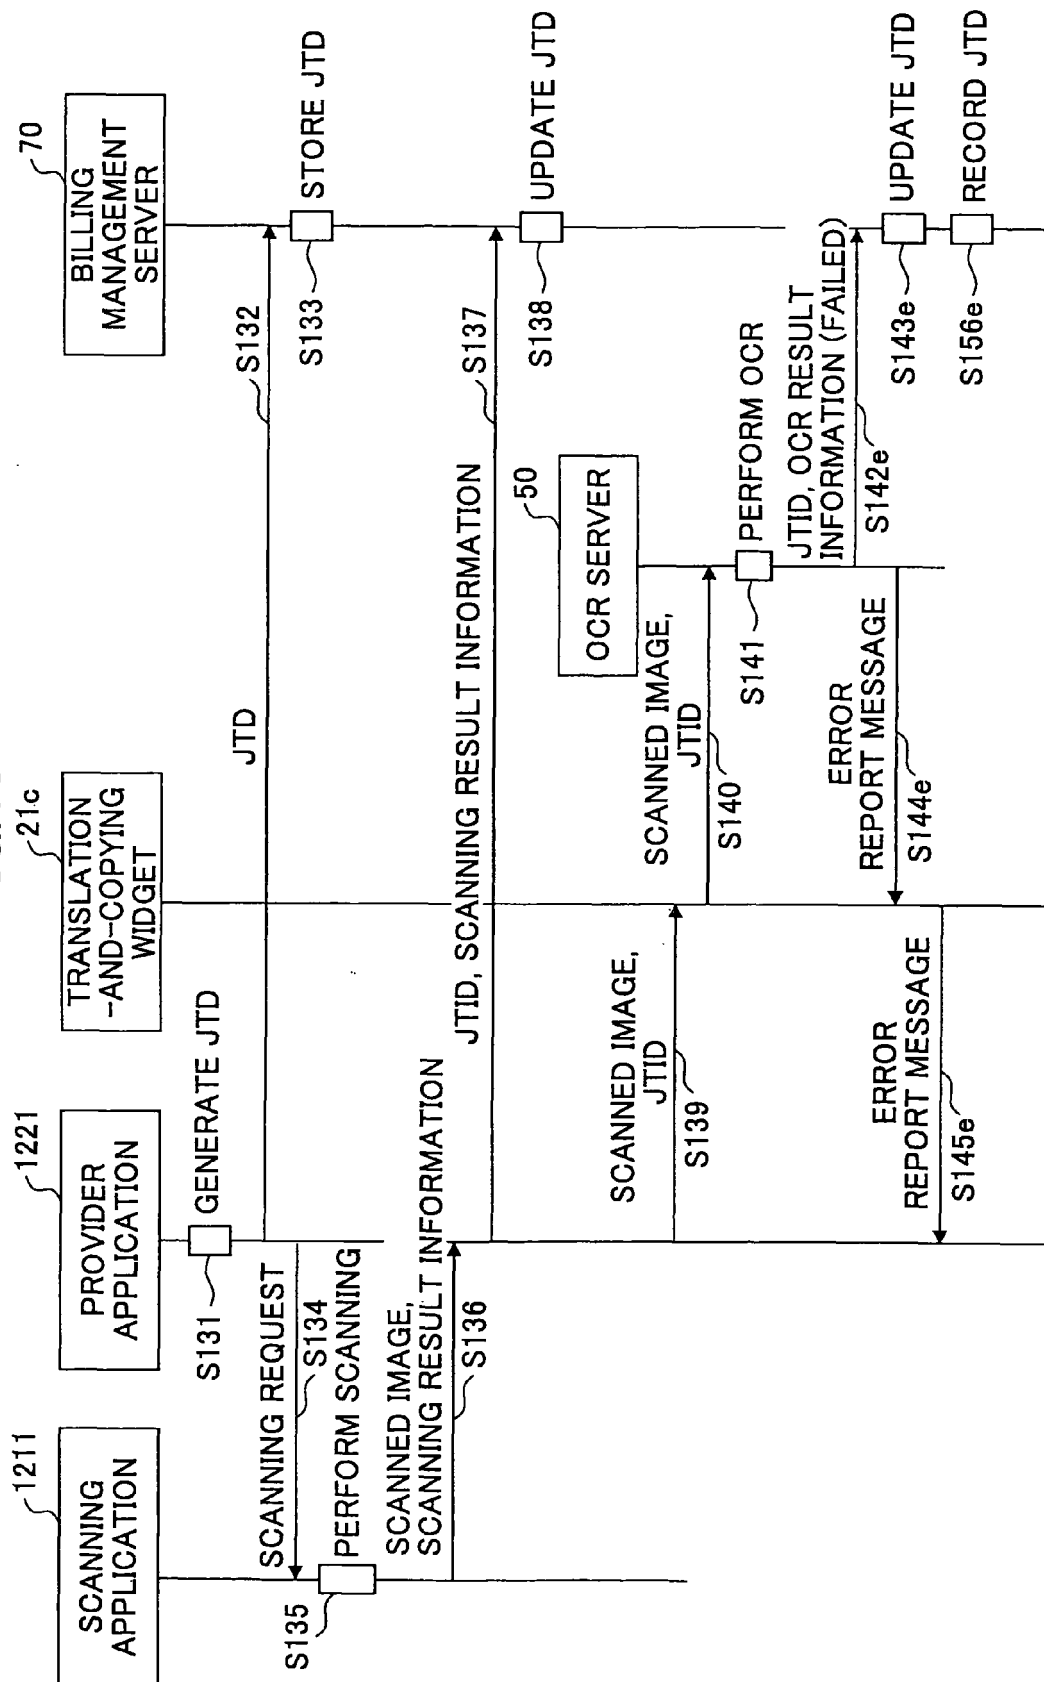 1211
SCANNING
APPLICATION
1221
PROVIDER
APPLICATION
21c
TRANSLATION
-AND-COPYING
WIDGET
70
BILLING
MANAGEMENT
SERVER
S131
GENERATE JTD
JTD
S132
S133
STORE JTD
SCANNING REQUEST
S134
S135
PERFORM SCANNING
SCANNED IMAGE,
SCANNING RESULT INFORMATION
S136
JTID, SCANNING RESULT INFORMATION
S137
S138
UPDATE JTD
50
OCR SERVER
SCANNED IMAGE,
JTID
S139
SCANNED IMAGE,
JTID
S140
S141
PERFORM OCR
JTID, OCR RESULT
INFORMATION (FAILED)
S142e
S143e
UPDATE JTD
ERROR
REPORT MESSAGE
S144e
ERROR
REPORT MESSAGE
S145e
S156e
RECORD JTD